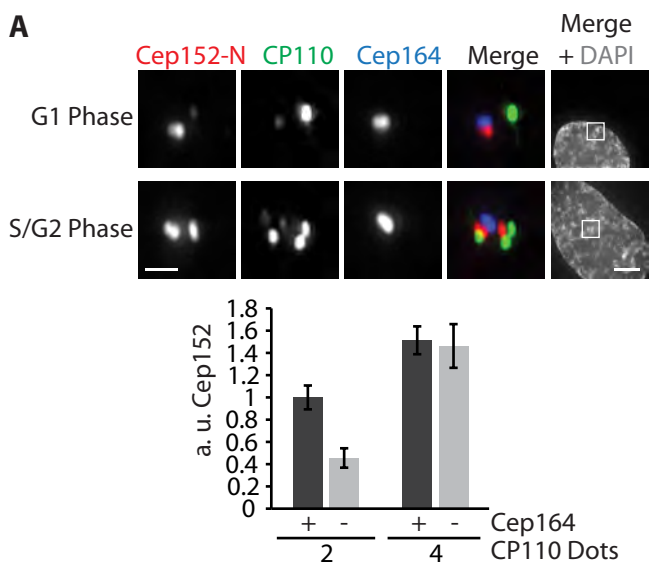 A
Cep152-N CP110 Cep164 Merge Merge + DAPI
G1 Phase
S/G2 Phase
a. u. Cep152
1.8
1.6
1.4
1.2
1
0.8
0.6
0.4
0.2
0
+ - + - Cep164
2 4 CP110 Dots